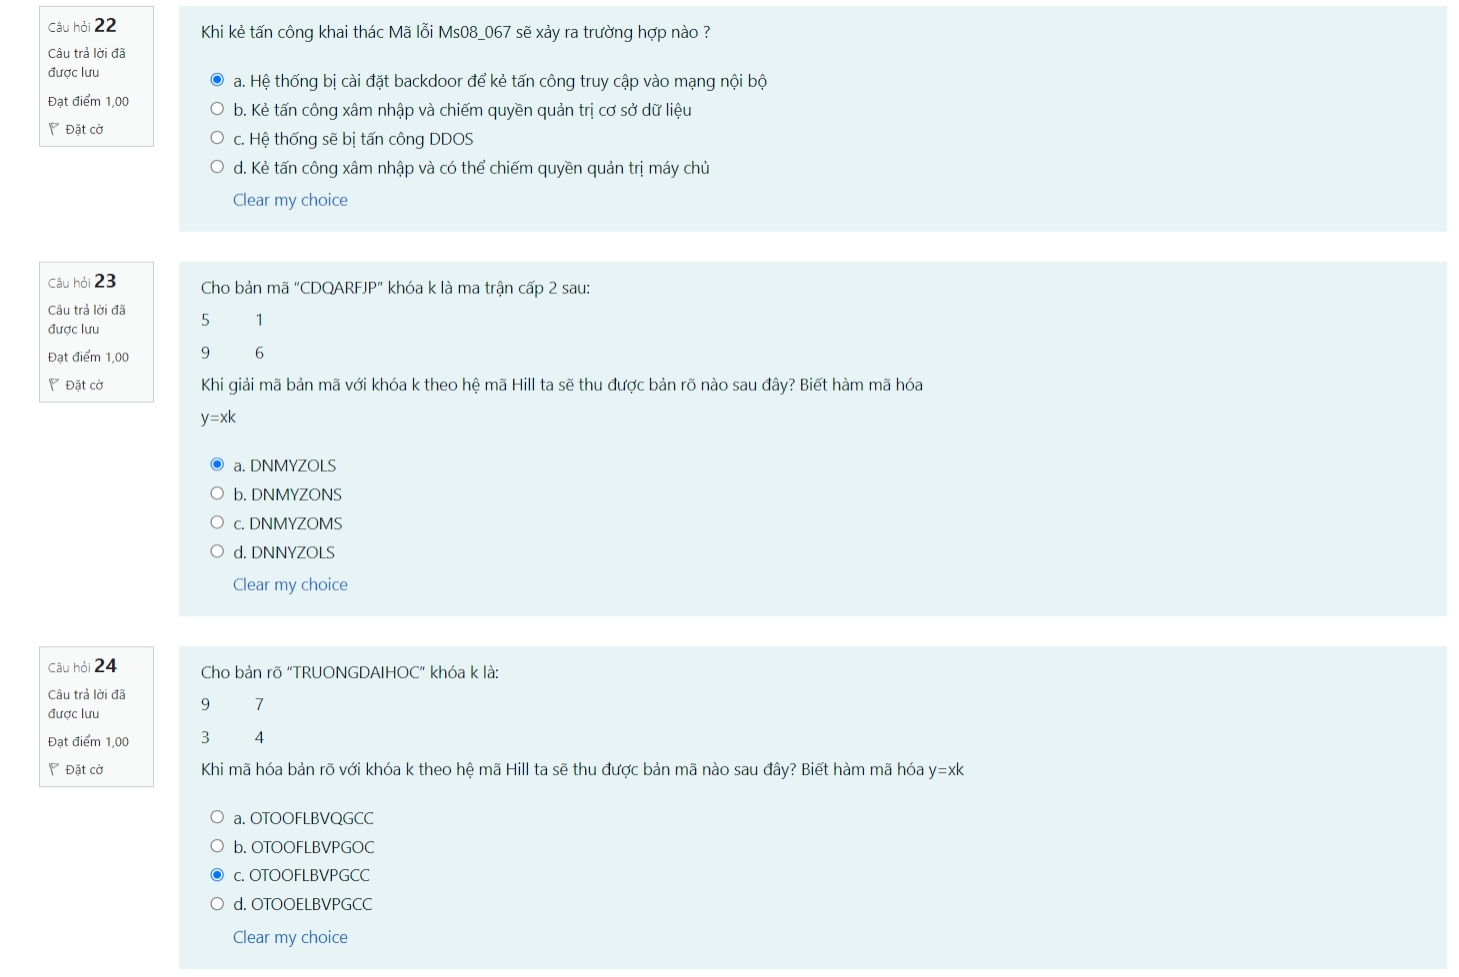 Câu hỏi 22
Câu trả lời đã
được lưu
Đạt điểm 1,00
Đặt cờ
Khi kẻ tấn công khai thác Mã lỗi Ms08_067 sẽ xảy ra trường hợp nào ?
a. Hệ thống bị cài đặt backdoor để kẻ tấn công truy cập vào mạng nội bộ
b. Kẻ tấn công xâm nhập và chiếm quyền quản trị cơ sở dữ liệu
c. Hệ thống sẽ bị tấn công DDOS
d. Kẻ tấn công xâm nhập và có thể chiếm quyền quản trị máy chủ
Clear my choice
Câu hỏi 23
Câu trả lời đã
được lưu
Đạt điểm 1,00
Đặt cờ
Cho bản mã “CDQARFJP” khóa k là ma trận cấp 2 sau:
5 1
9 6
Khi giải mã bản mã với khóa k theo hệ mã Hill ta sẽ thu được bản rõ nào sau đây? Biết hàm mã hóa
y=xk
a. DNMYZOLS
b. DNMYZONS
c. DNMYZOMS
d. DNNYZOLS
Clear my choice
Câu hỏi 24
Câu trả lời đã
được lưu
Đạt điểm 1,00
Đặt cờ
Cho bản rõ “TRUONGDAIHOC” khóa k là:
9 7
3 4
Khi mã hóa bản rõ với khóa k theo hệ mã Hill ta sẽ thu được bản mã nào sau đây? Biết hàm mã hóa y=xk
a. OTOOFLBVQGCC
b. OTOOFLBVPGOC
c. OTOOFLBVPGCC
d. OTOOELBVPGCC
Clear my choice